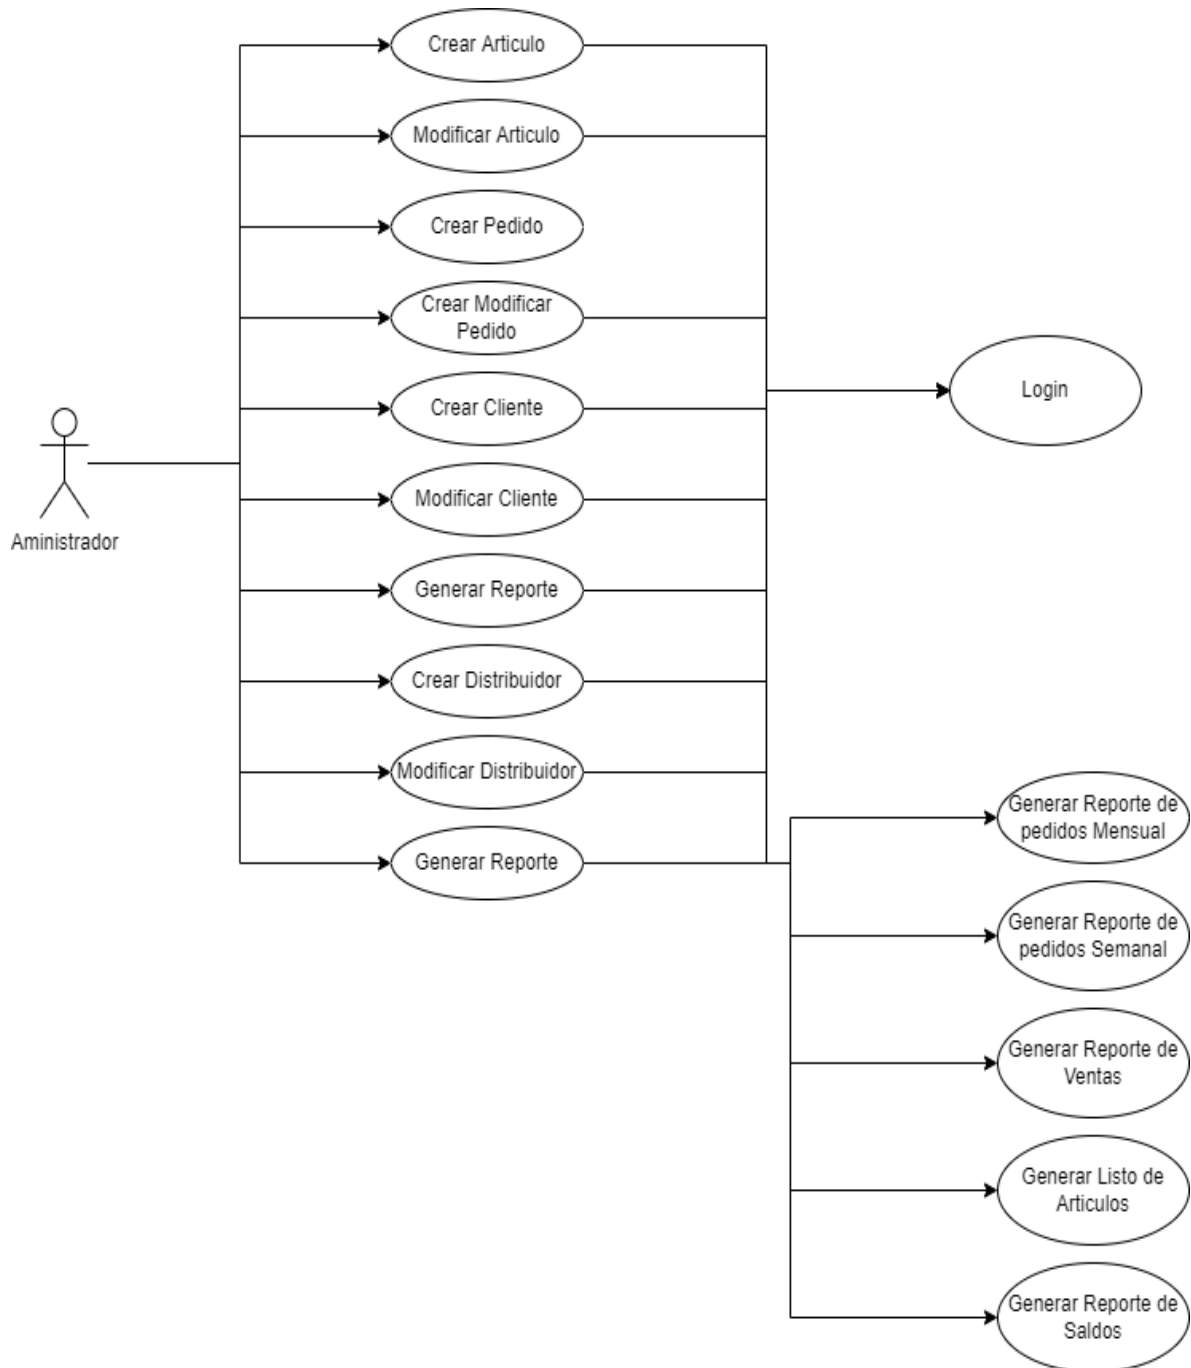 Crear Articulo
Modificar Articulo
Crear Pedido
Crear Modificar
Pedido
Crear Cliente
Login
Modificar Cliente
Aministrador
Generar Reporte
Crear Distribuidor
Modificar Distribuidor
Generar Reporte
Generar Reporte de
pedidos Mensual
Generar Reporte de
pedidos Semanal
Generar Reporte de
Ventas
Generar Listo de
Articulos
Generar Reporte de
Saldos